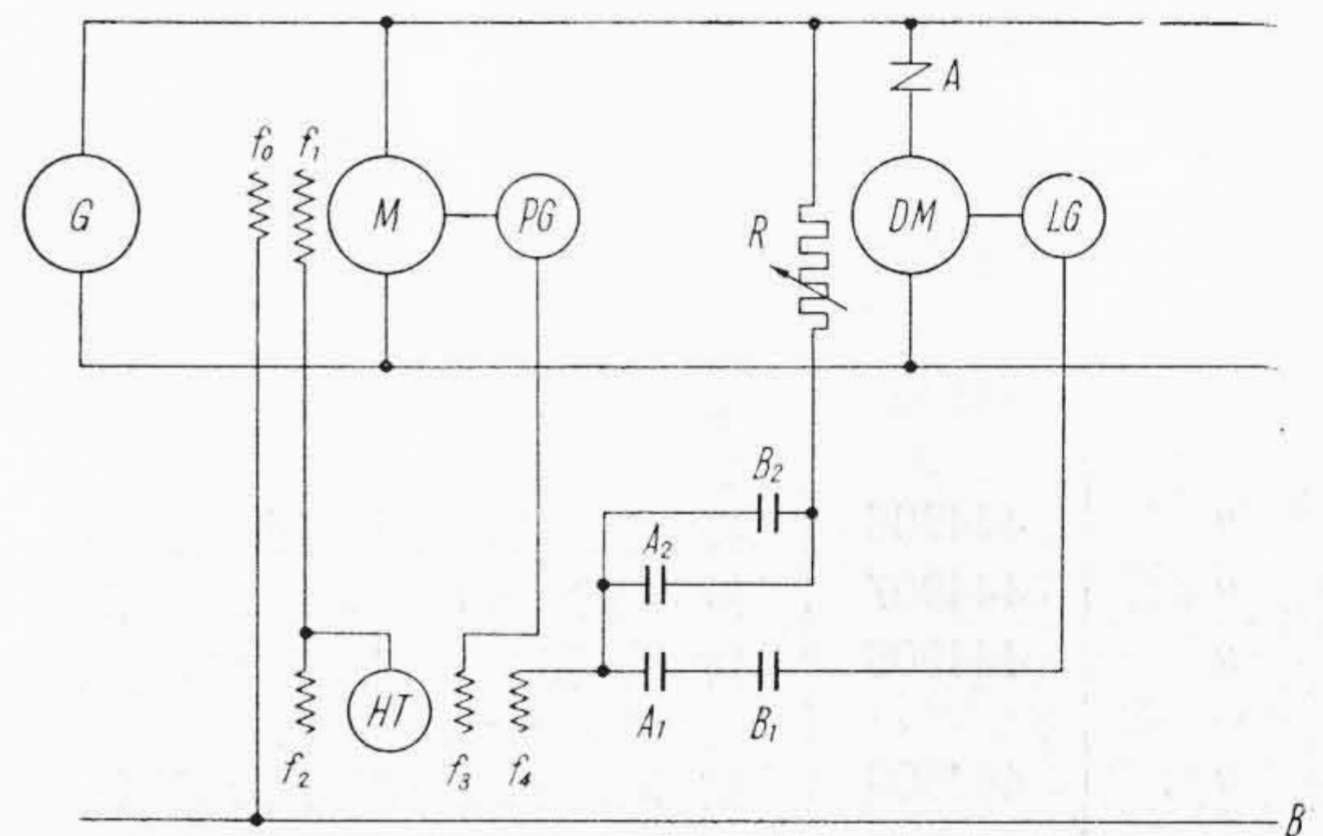 A
f₀ f₁
G M PG R DM LG
B₂
A₂
HT A₁ B₁
f₂ f₃ f₄
B